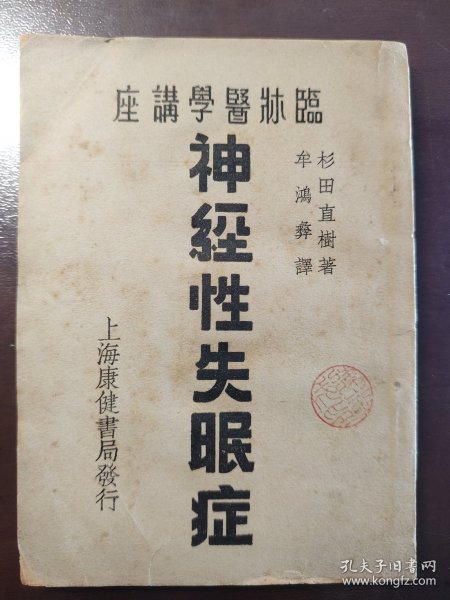 臨牀醫學講座
杉田直樹著
牟鴻彜譯
神經性失眠症
上海康健書局發行
孔夫子旧书网
www.kongfz.com